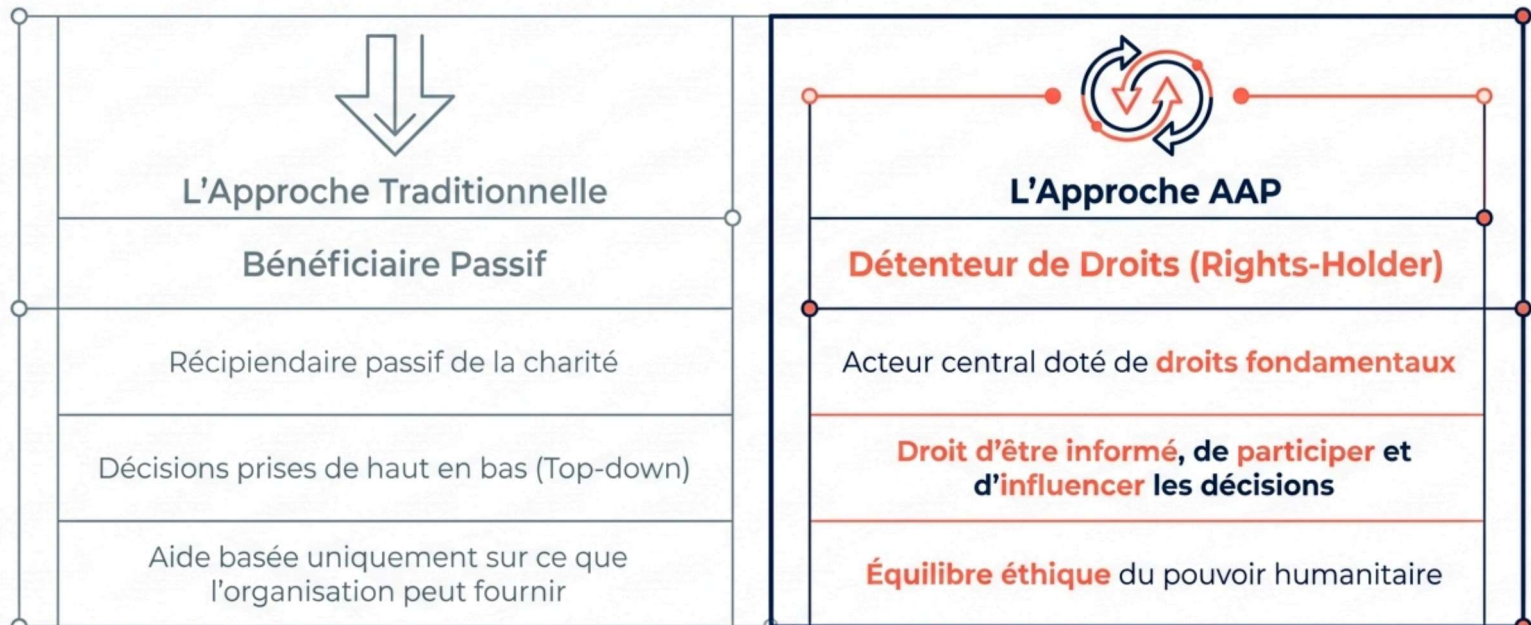 L'Approche Traditionnelle
Bénéficiaire Passif
Récipiendaire passif de la charité
Décisions prises de haut en bas (Top-down)
Aide basée uniquement sur ce que
l'organisation peut fournir
L'Approche AAP
Détenteur de Droits (Rights-Holder)
Acteur central doté de droits fondamentaux
Droit d'être informé, de participer et
d'influencer les décisions
Équilibre éthique du pouvoir humanitaire